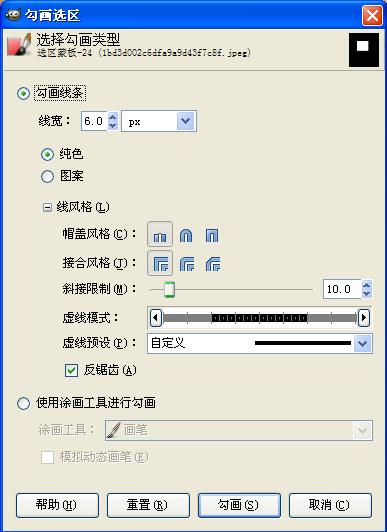 勾画选区
选择勾画类型
选区蒙板-24 (1bd3d002c6dfa9a9d43f7c8f.jpeg)
勾画线条
线宽： 6.0 px
纯色
图案
线风格(L)
帽盖风格(C)：
接合风格(J)：
斜接限制(M)： 10.0
虚线模式：
虚线预设(P)： 自定义
反锯齿(A)
使用涂画工具进行勾画
涂画工具： 画笔
模拟动态画笔(E)
帮助(H) 重置(R) 勾画(S) 取消(C)